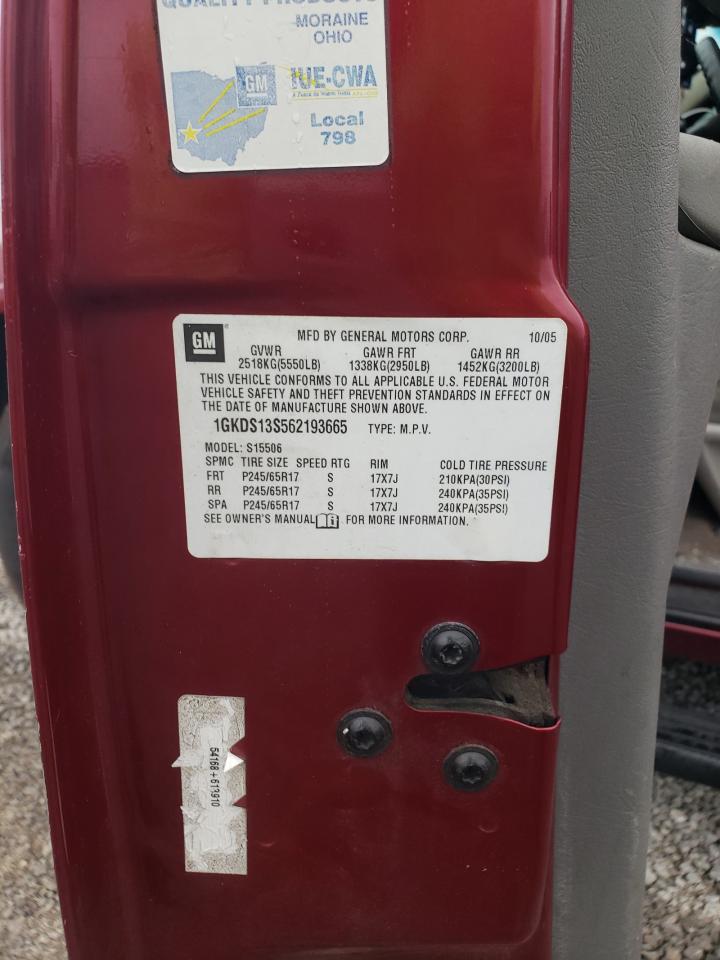 QUALITY PRODUCTS
MORAINE
OHIO
GM
IUE-CWA
Local
798
GM
MFD BY GENERAL MOTORS CORP. 10/05
GVWR GAWR FRT GAWR RR
2518KG(5550LB) 1338KG(2950LB) 1452KG(3200LB)
THIS VEHICLE CONFORMS TO ALL APPLICABLE U.S. FEDERAL MOTOR
VEHICLE SAFETY AND THEFT PREVENTION STANDARDS IN EFFECT ON
THE DATE OF MANUFACTURE SHOWN ABOVE.
1GKDS13S562193665 TYPE: M.P.V.
MODEL: S15506
SPMC TIRE SIZE SPEED RTG RIM COLD TIRE PRESSURE
FRT P245/65R17 S 17X7J 210KPA(30PSI)
RR P245/65R17 S 17X7J 240KPA(35PSI)
SPA P245/65R17 S 17X7J 240KPA(35PSI)
SEE OWNER'S MANUAL FOR MORE INFORMATION.
54168+613910